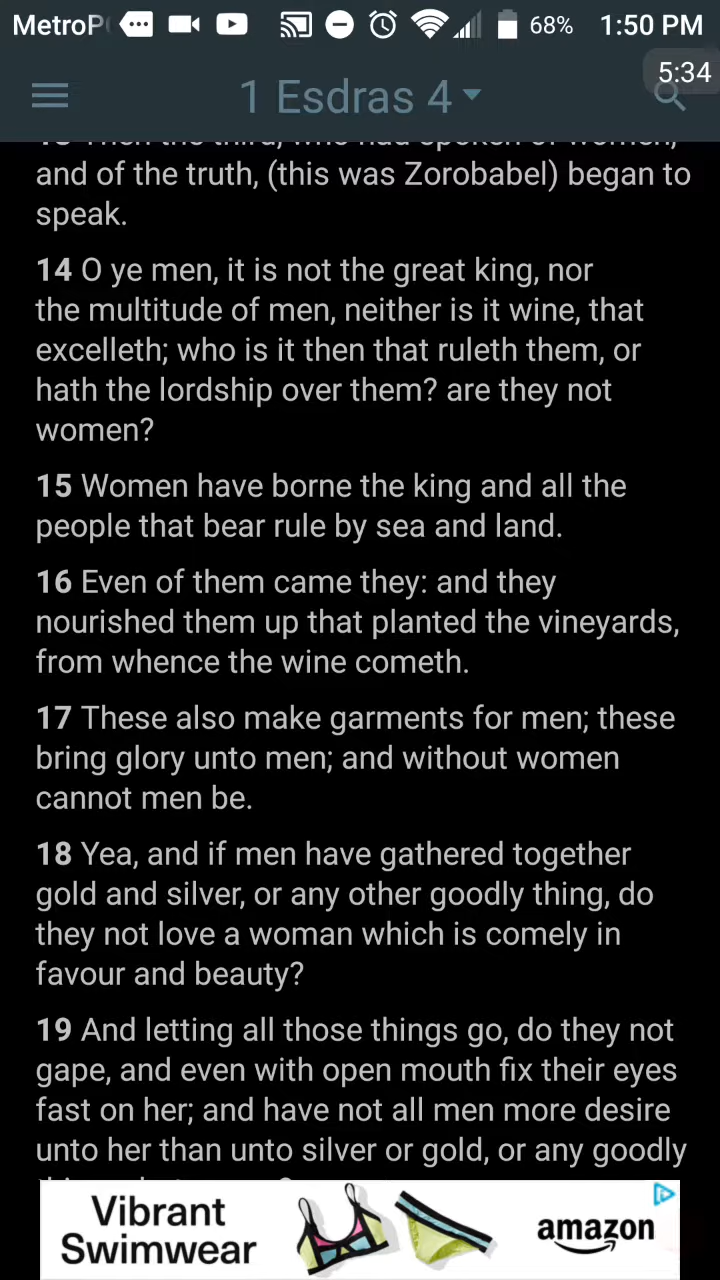 MetroP
68%
1:50 PM
5:34
1 Esdras 4
and of the truth, (this was Zorobabel) began to
speak.
14 O ye men, it is not the great king, nor
the multitude of men, neither is it wine, that
excelleth; who is it then that ruleth them, or
hath the lordship over them? are they not
women?
15 Women have borne the king and all the
people that bear rule by sea and land.
16 Even of them came they: and they
nourished them up that planted the vineyards,
from whence the wine cometh.
17 These also make garments for men; these
bring glory unto men; and without women
cannot men be.
18 Yea, and if men have gathered together
gold and silver, or any other goodly thing, do
they not love a woman which is comely in
favour and beauty?
19 And letting all those things go, do they not
gape, and even with open mouth fix their eyes
fast on her; and have not all men more desire
unto her than unto silver or gold, or any goodly
Vibrant
Swimwear
amazon